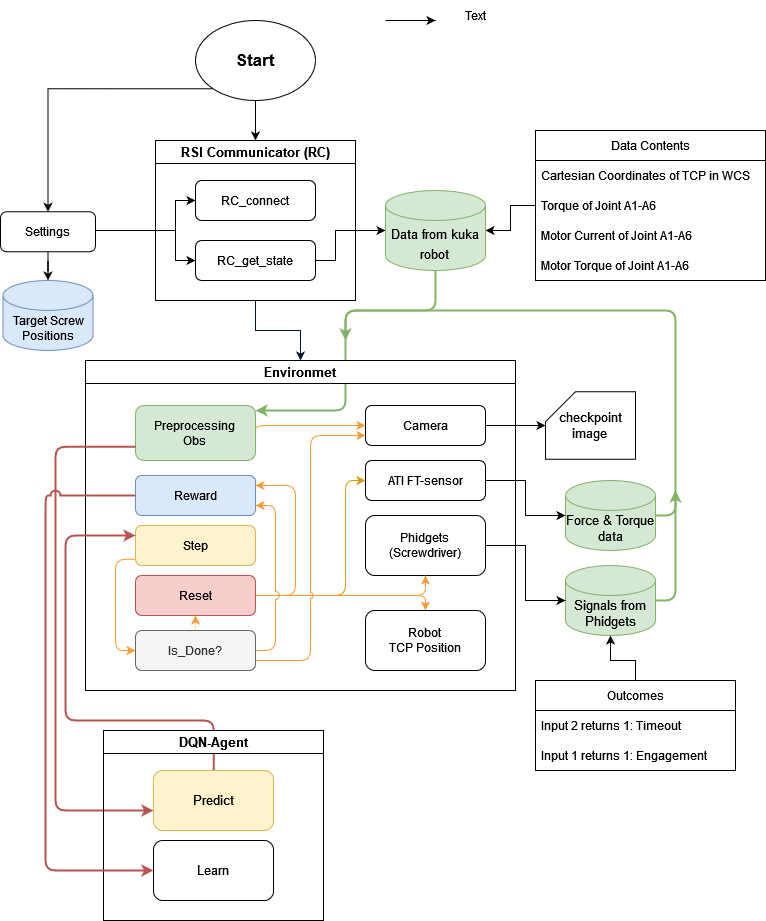 Text
Start
RSI Communicator (RC)
RC_connect
RC_get_state
Settings
Target Screw
Positions
Data from kuka
robot
Data Contents
Cartesian Coordinates of TCP in WCS
Torque of Joint A1-A6
Motor Current of Joint A1-A6
Motor Torque of Joint A1-A6
Environmet
Preprocessing
Obs
Reward
Step
Reset
Is_Done?
Camera
ATI FT-sensor
Phidgets
(Screwdriver)
Robot
TCP Position
checkpoint
image
Force & Torque
data
Signals from
Phidgets
Outcomes
Input 2 returns 1: Timeout
Input 1 returns 1: Engagement
DQN-Agent
Predict
Learn